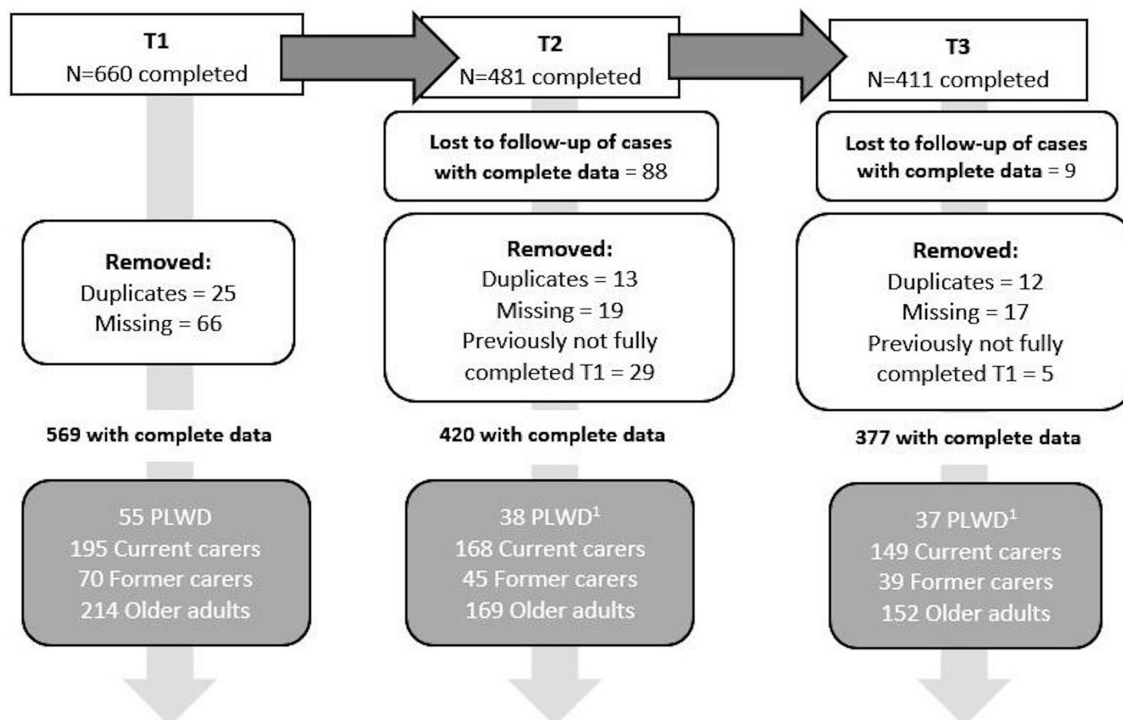 T1
N=660 completed
T2
N=481 completed
T3
N=411 completed
Lost to follow-up of cases
with complete data = 88
Lost to follow-up of cases
with complete data = 9
Removed:
Duplicates = 25
Missing = 66
Removed:
Duplicates = 13
Missing = 19
Previously not fully
completed T1 = 29
Removed:
Duplicates = 12
Missing = 17
Previously not fully
completed T1 = 5
569 with complete data
420 with complete data
377 with complete data
55 PLWD
195 Current carers
70 Former carers
214 Older adults
38 PLWD¹
168 Current carers
45 Former carers
169 Older adults
37 PLWD¹
149 Current carers
39 Former carers
152 Older adults